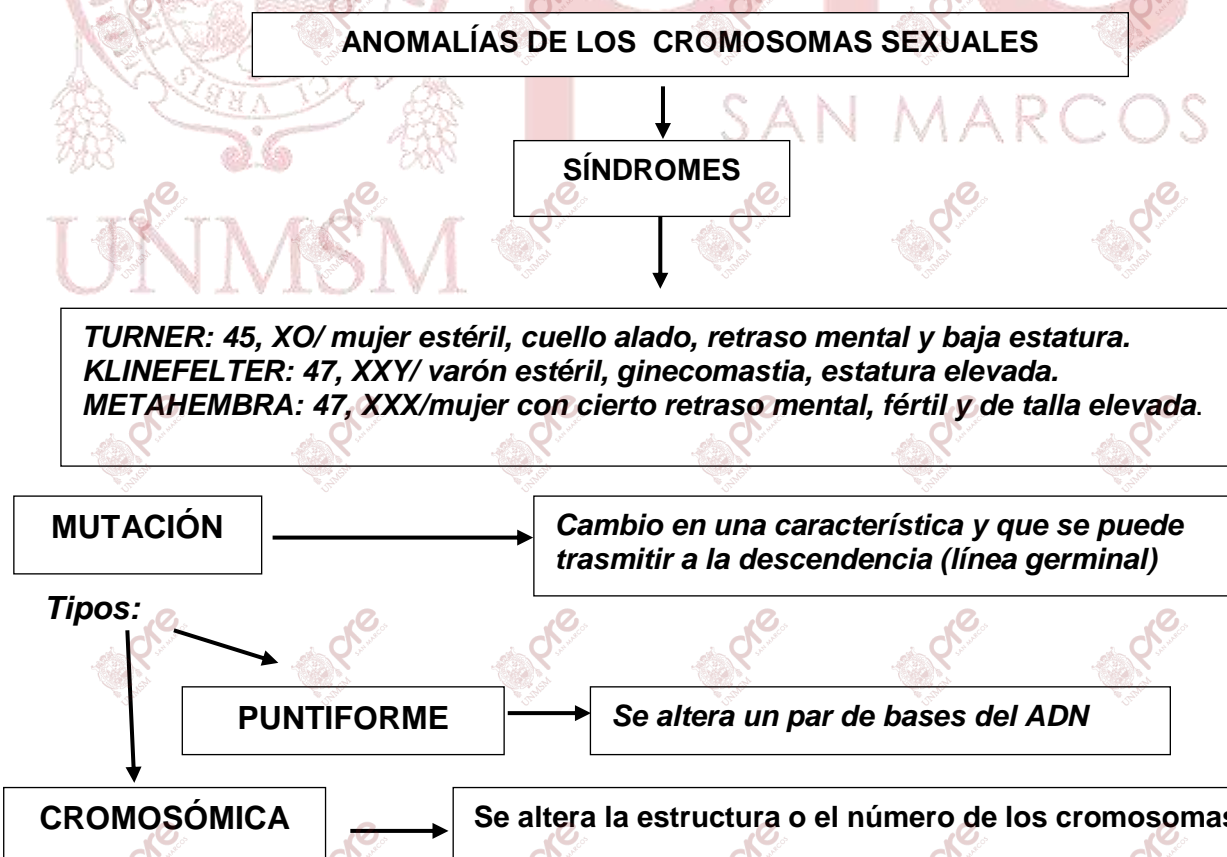 ANOMALÍAS DE LOS CROMOSOMAS SEXUALES
SAN MARCOS
SÍNDROMES
UNMSM
TURNER: 45, XO/ mujer estéril, cuello alado, retraso mental y baja estatura.
KLINEFELTER: 47, XXY/ varón estéril, ginecomastia, estatura elevada.
METAHEMBRA: 47, XXX/mujer con cierto retraso mental, fértil y de talla elevada.
MUTACIÓN
Cambio en una característica y que se puede
trasmitir a la descendencia (línea germinal)
Tipos:
PUNTIFORME
Se altera un par de bases del ADN
CROMOSÓMICA
Se altera la estructura o el número de los cromosomas